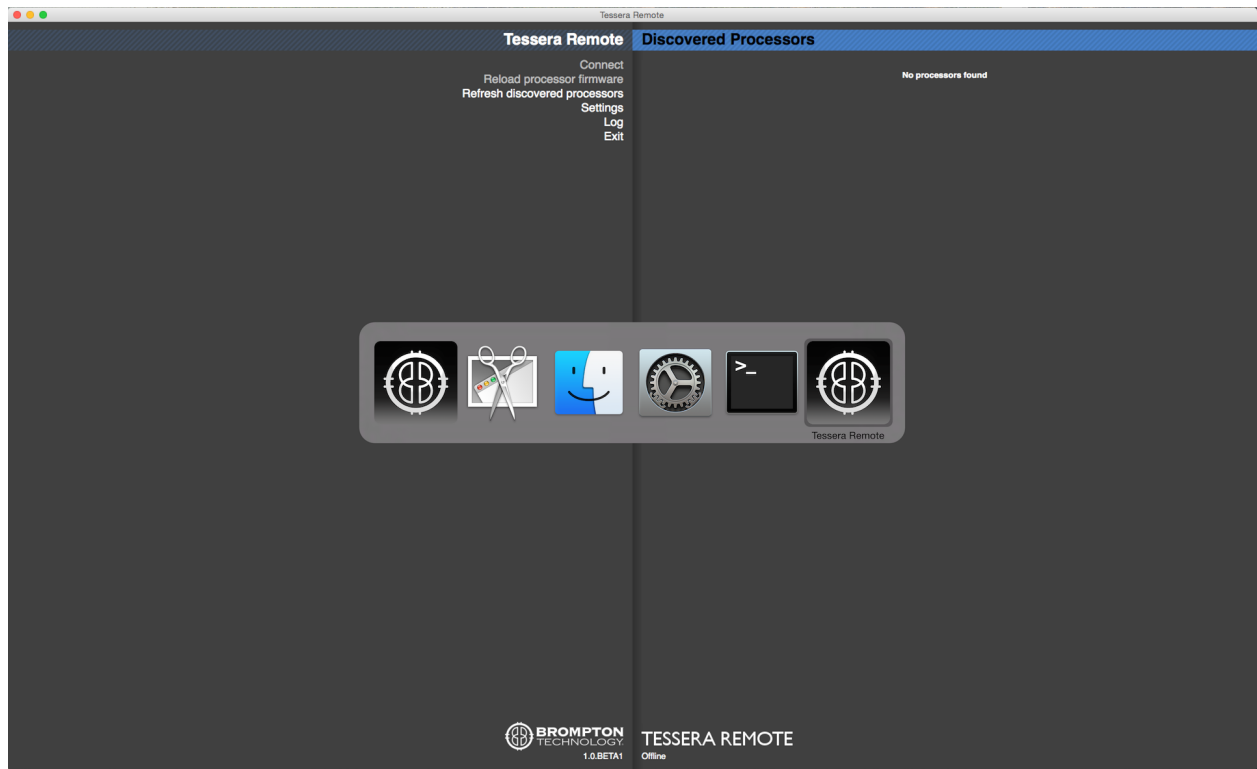 Tessera Remote
Tessera Remote
Discovered Processors
Connect
Reload processor firmware
Refresh discovered processors
Settings
Log
Exit
No processors found
>_
Tessera Remote
BROMPTON
TECHNOLOGY.
1.0.BETA1
TESSERA REMOTE
Offline